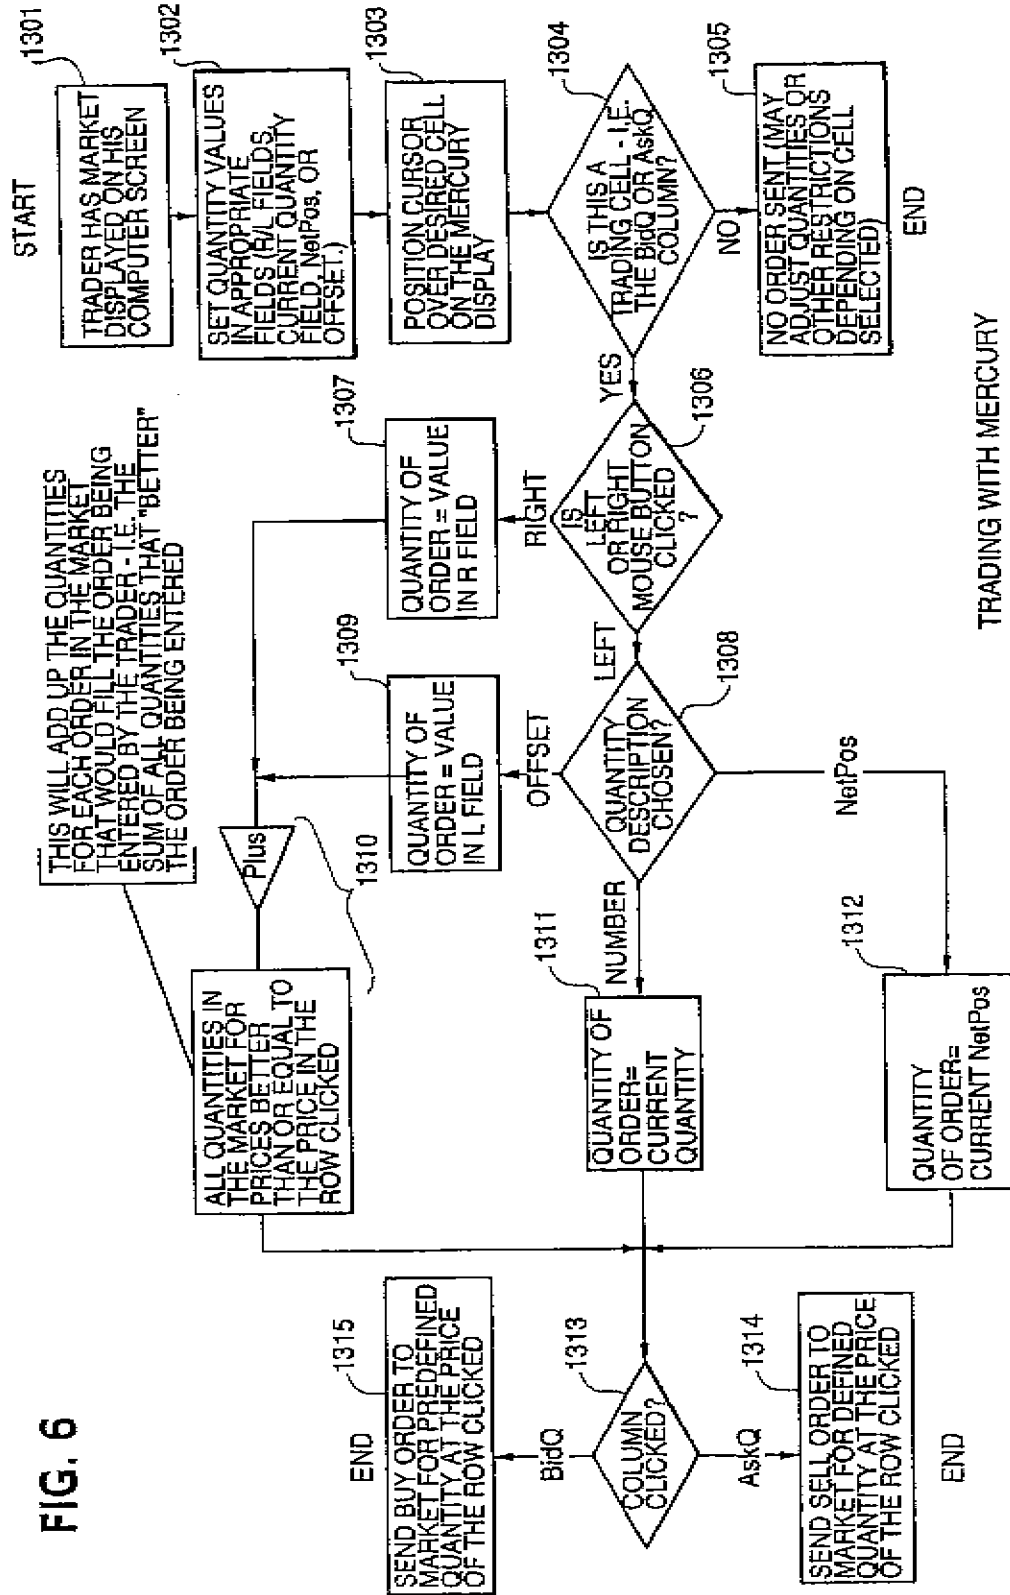 START
1301
TRADER HAS MARKET
DISPLAYED ON HIS
COMPUTER SCREEN
1302
SET QUANTITY VALUES
IN APPROPRIATE
FIELDS (R/L FIELDS,
CURRENT QUANTITY
FIELD, NetPos, OR
OFFSET.)
1303
POSITION CURSOR
OVER DESIRED CELL
ON THE MERCURY
DISPLAY
1304
IS THIS A
TRADING CELL - I.E.
THE BidQ OR AskQ
COLUMN?
NO
1305
NO ORDER SENT (MAY
ADJUST QUANTITIES OR
OTHER RESTRICTIONS
DEPENDING ON CELL
SELECTED)
END
YES
1306
IS
LEFT
OR RIGHT
MOUSE BUTTON
CLICKED
?
RIGHT
1307
QUANTITY OF
ORDER = VALUE
IN R FIELD
LEFT
1308
QUANTITY
DESCRIPTION
CHOSEN?
OFFSET
1309
QUANTITY OF
ORDER = VALUE
IN L FIELD
Plus
1310
THIS WILL ADD UP THE QUANTITIES
FOR EACH ORDER IN THE MARKET
THAT WOULD FILL THE ORDER BEING
ENTERED BY THE TRADER - I.E. THE
SUM OF ALL QUANTITIES THAT "BETTER"
THE ORDER BEING ENTERED
ALL QUANTITIES IN
THE MARKET FOR
PRICES BETTER
THAN OR EQUAL TO
THE PRICE IN THE
ROW CLICKED
NUMBER
1311
QUANTITY OF
ORDER=
CURRENT
QUANTITY
NetPos
1312
QUANTITY
OF ORDER=
CURRENT NetPos
1313
COLUMN
CLICKED?
BidQ
1315
SEND BUY ORDER TO
MARKET FOR PREDEFINED
QUANTITY AT THE PRICE
OF THE ROW CLICKED
END
AskQ
1314
SEND SELL ORDER TO
MARKET FOR DEFINED
QUANTITY AT THE PRICE
OF THE ROW CLICKED
END
TRADING WITH MERCURY
FIG. 6